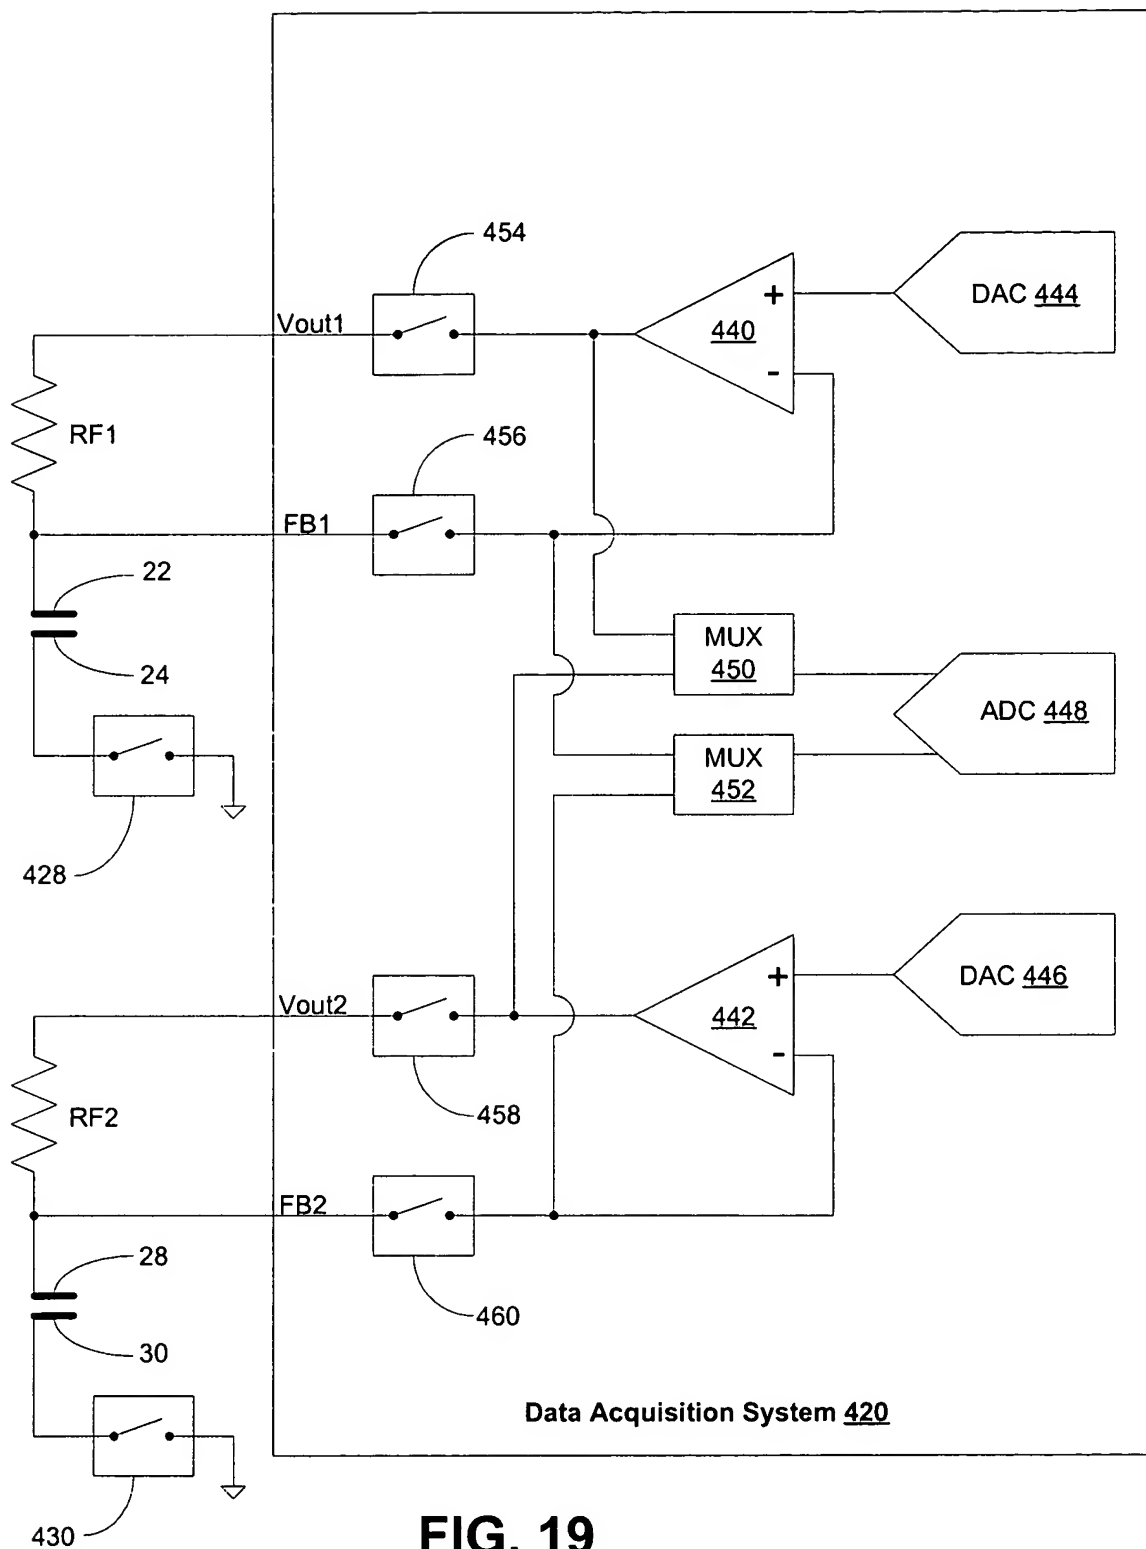 454
Vout1
+
440
-
DAC 444
RF1
456
FB1
22
24
MUX
450
ADC 448
MUX
452
428
Vout2
+
442
-
DAC 446
RF2
458
FB2
28
460
30
Data Acquisition System 420
430
FIG. 19